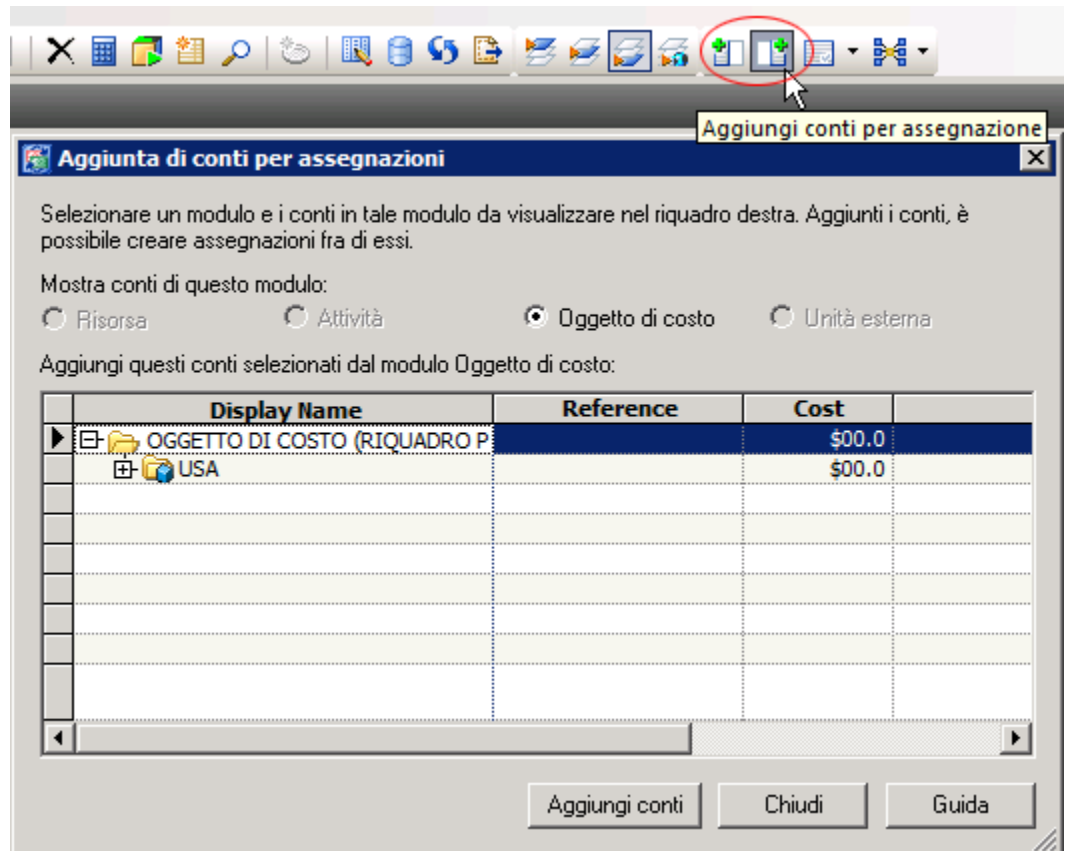 Aggiungi conti per assegnazione
Aggiunta di conti per assegnazioni
Selezionare un modulo e i conti in tale modulo da visualizzare nel riquadro destra. Aggiunti i conti, è
possibile creare assegnazioni fra di essi.
Mostra conti di questo modulo:
Risorsa Attività Oggetto di costo Unità esterna
Aggiungi questi conti selezionati dal modulo Oggetto di costo:
Display Name Reference Cost
OGGETTO DI COSTO (RIQUADRO P $00.0
USA $00.0
Aggiungi conti Chiudi Guida